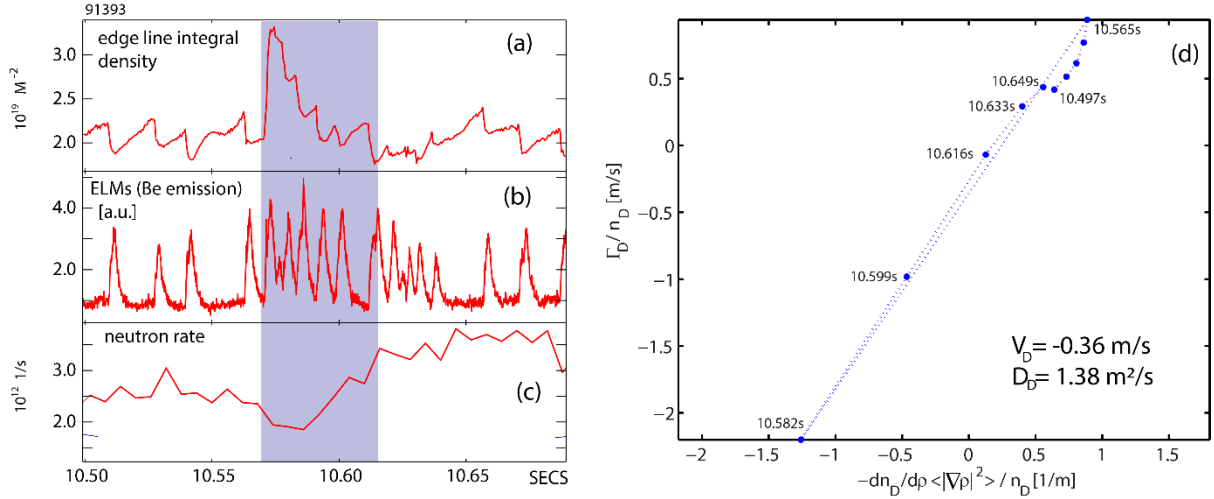 91393
edge line integral
density
(a)
3.0
2.5
2.0
10¹⁹ M⁻²
ELMs (Be emission)
[a.u.]
(b)
4.0
2.0
neutron rate
(c)
3.0
2.0
10¹² 1/s
10.50 10.55 10.60 10.65 SECS
(d)
10.565s
10.649s
10.497s
10.633s
10.616s
10.599s
10.582s
V_D= -0.36 m/s
D_D= 1.38 m²/s
0.5
0
−0.5
−1
−1.5
−2
Γ_D/ n_D [m/s]
−2 −1.5 −1 −0.5 0 0.5 1 1.5
−dn_D/dρ <|∇ρ|²> / n_D [1/m]